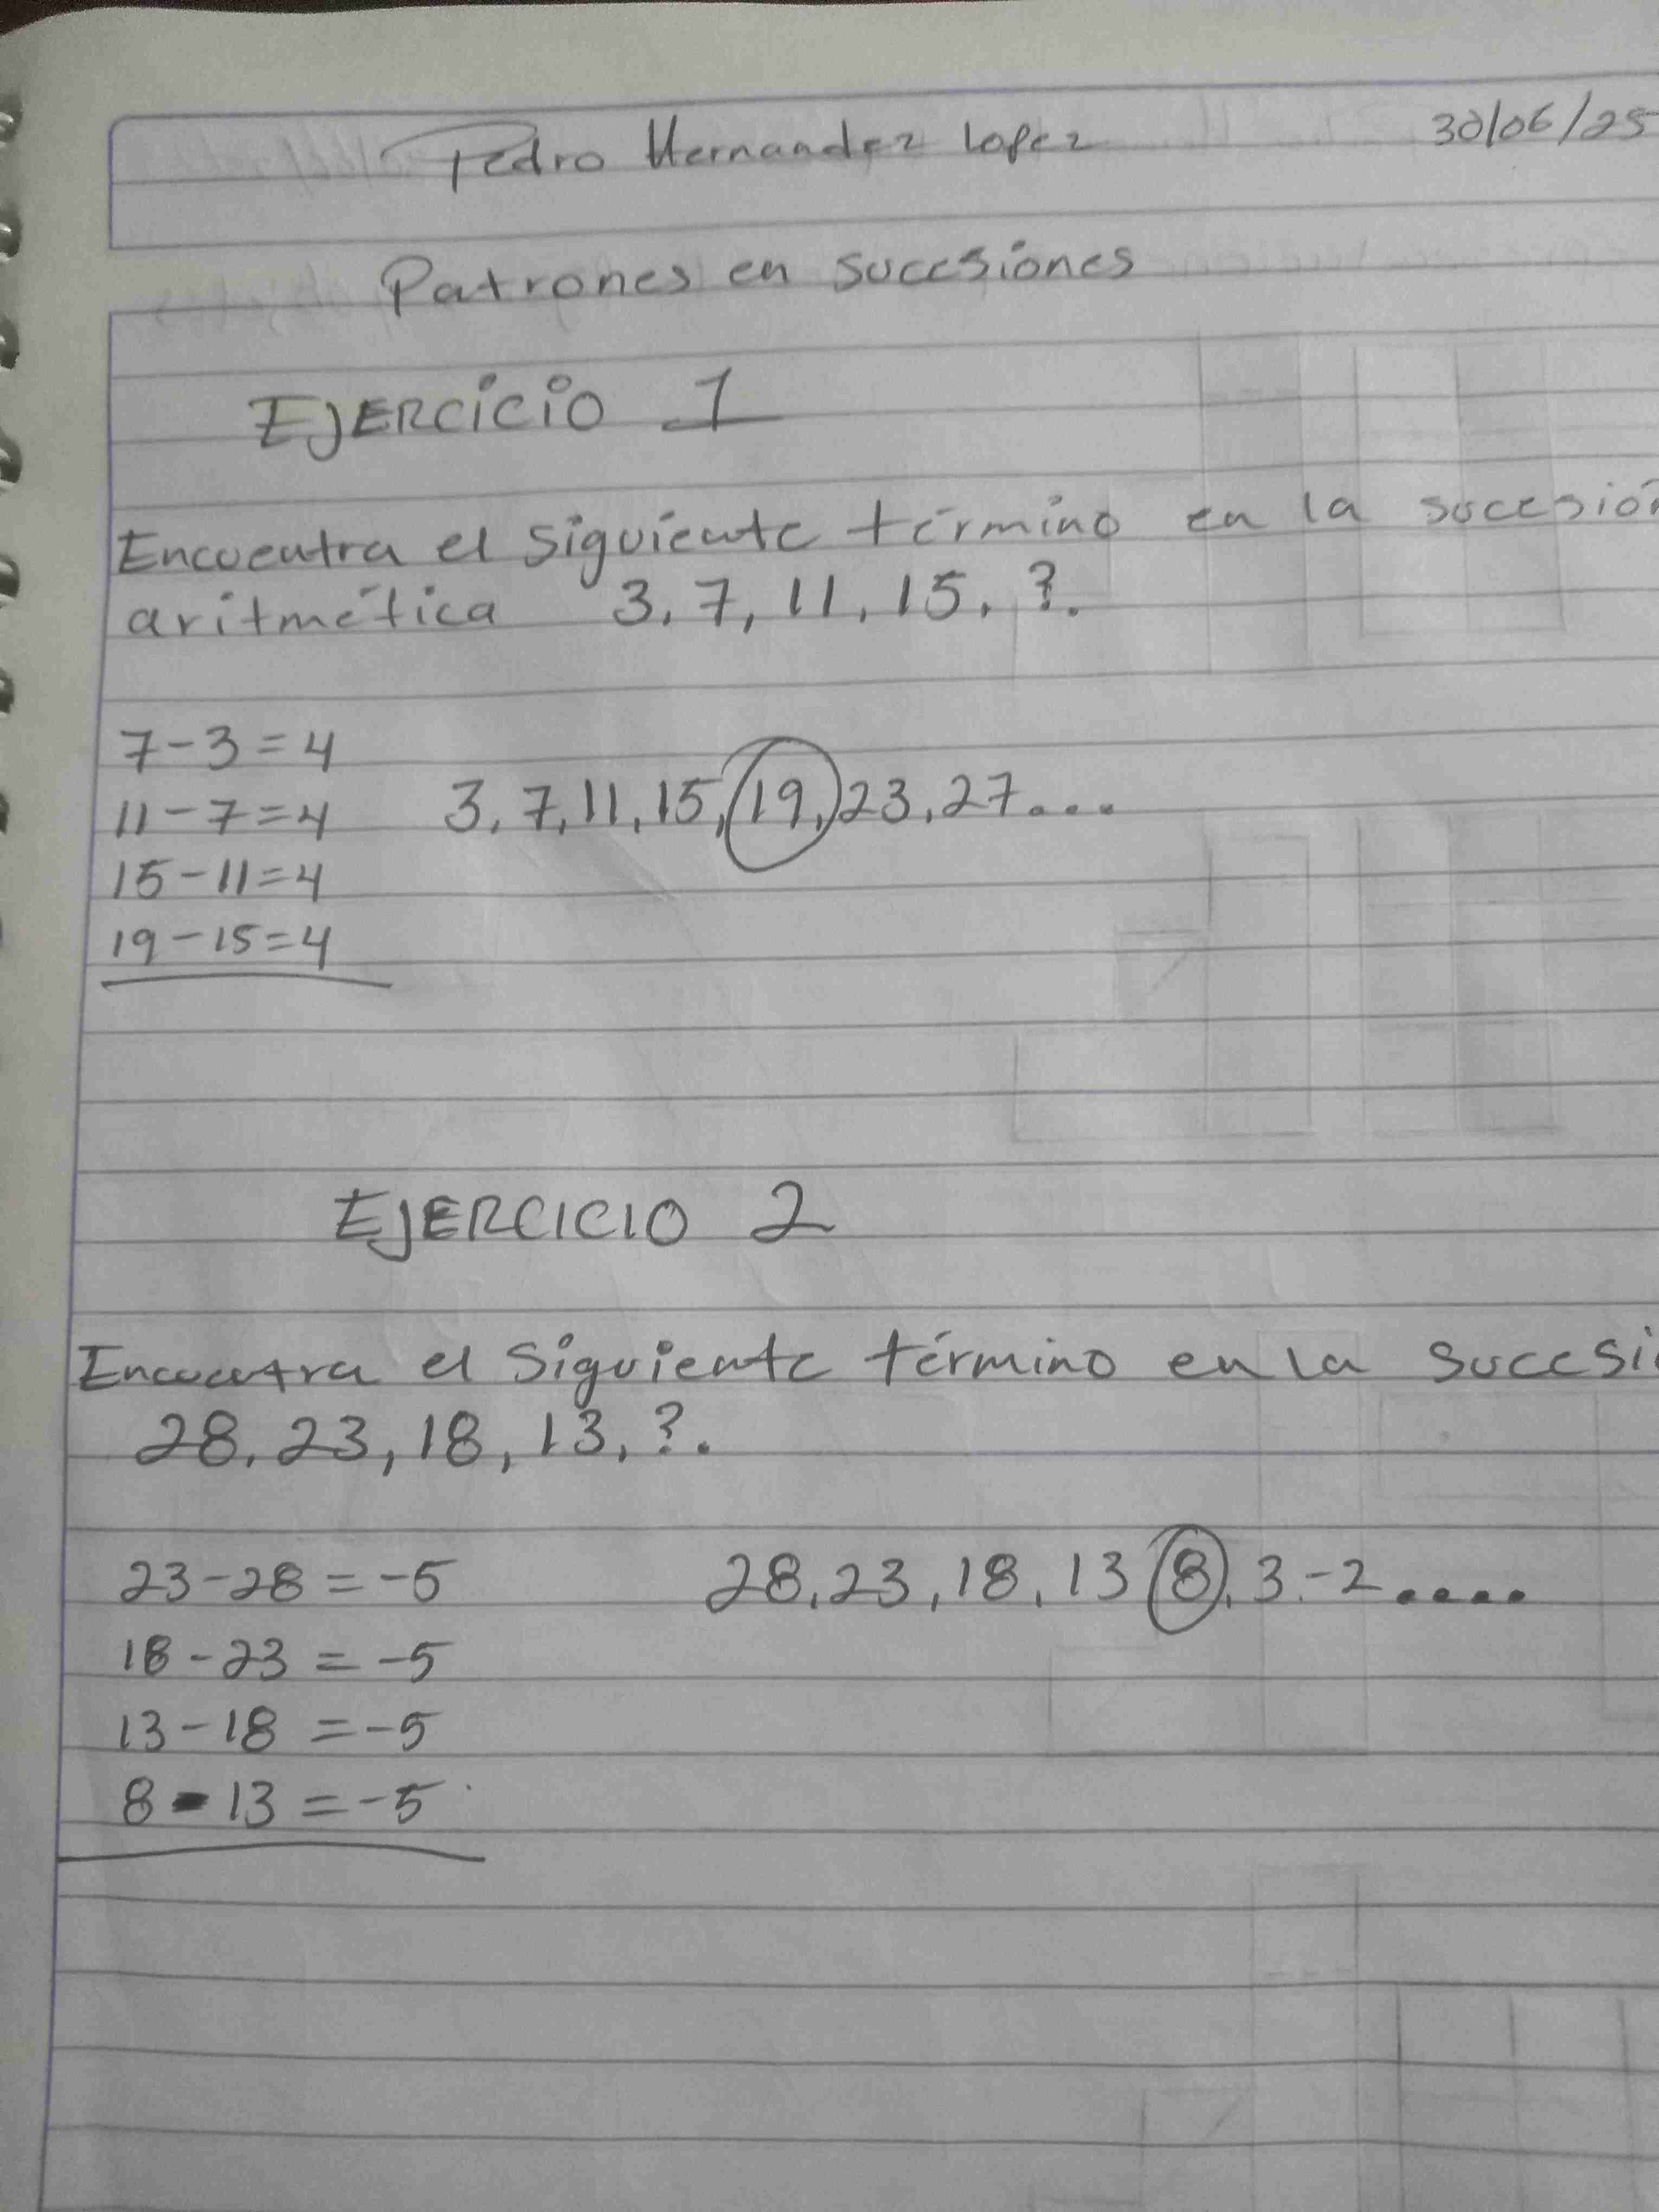 Pedro Hernandez Lopez 30/06/25
Patrones en sucesiones
EJERCICIO 1
Encuentra el siguiente término en la sucesión
aritmética 3, 7, 11, 15, ?.
7-3=4
11-7=4 3, 7, 11, 15, 19, 23, 27...
15-11=4
19-15=4
EJERCICIO 2
Encuentra el siguiente término en la sucesi
28, 23, 18, 13, ?.
23-28=-5 28, 23, 18, 13 8, 3, -2....
18-23=-5
13-18=-5
8-13=-5